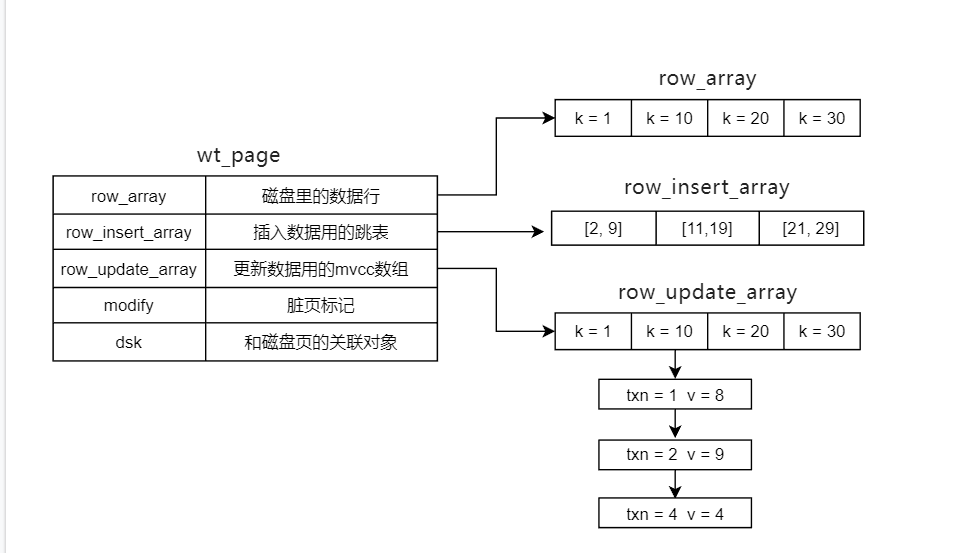 row_array
k = 1 k = 10 k = 20 k = 30
wt_page
row_array 磁盘里的数据行
row_insert_array 插入数据用的跳表
row_update_array 更新数据用的mvcc数组
modify 脏页标记
dsk 和磁盘页的关联对象
row_insert_array
[2, 9] [11,19] [21, 29]
row_update_array
k = 1 k = 10 k = 20 k = 30
txn = 1 v = 8
txn = 2 v = 9
txn = 4 v = 4